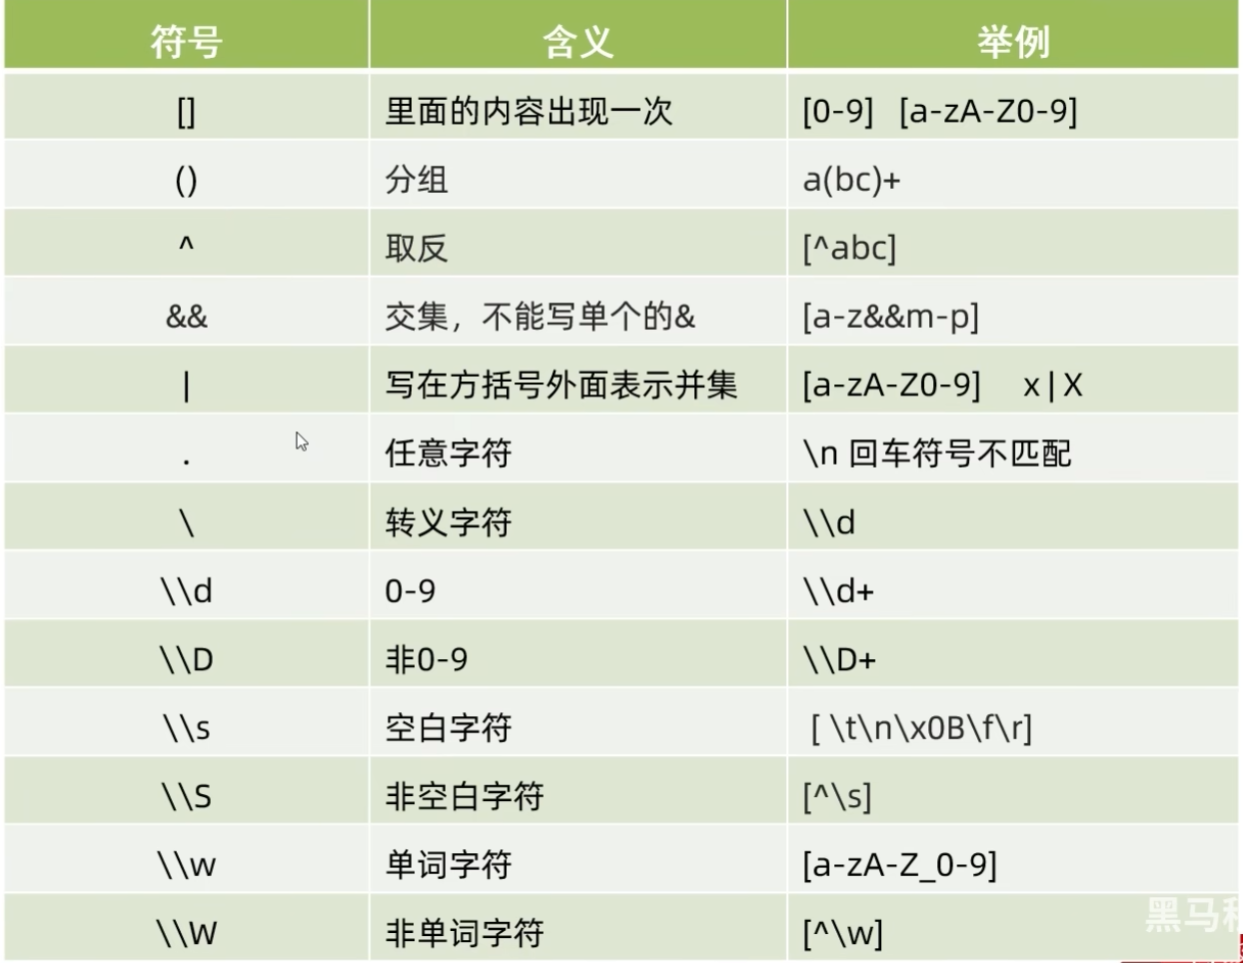 符号 含义 举例
[] 里面的内容出现一次 [0-9] [a-zA-Z0-9]
() 分组 a(bc)+
^ 取反 [^abc]
&& 交集，不能写单个的& [a-z&&m-p]
| 写在方括号外面表示并集 [a-zA-Z0-9] x|X
. 任意字符 \n 回车符号不匹配
\ 转义字符 \\d
\\d 0-9 \\d+
\\D 非0-9 \\D+
\\s 空白字符 [ \t\n\x0B\f\r]
\\S 非空白字符 [^\s]
\\w 单词字符 [a-zA-Z_0-9]
\\W 非单词字符 [^\w]
黑马